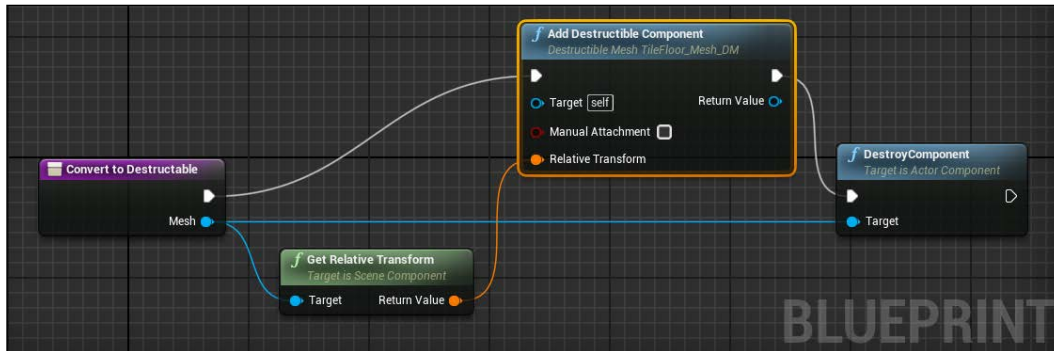 Add Destructible Component
Destructible Mesh TileFloor_Mesh_DM
Target self
Return Value
Manual Attachment
Relative Transform
Convert to Destructable
Mesh
DestroyComponent
Target is Actor Component
Target
Get Relative Transform
Target is Scene Component
Target Return Value
BLUEPRINT